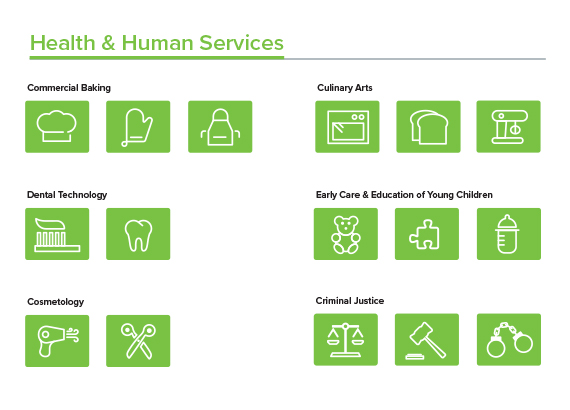 Health & Human Services
Commercial Baking
Culinary Arts
Dental Technology
Early Care & Education of Young Children
Cosmetology
Criminal Justice